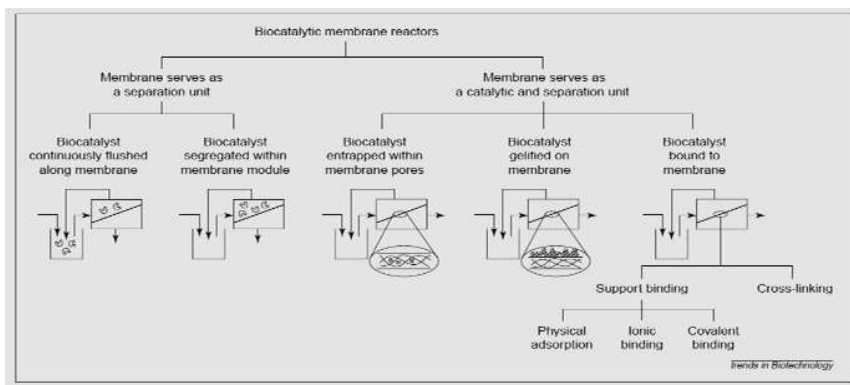 Biocatalytic membrane reactors
Membrane serves as
a separation unit
Membrane serves as
a catalytic and separation unit
Biocatalyst
continuously flushed
along membrane
Biocatalyst
segregated within
membrane module
Biocatalyst
entrapped within
membrane pores
Biocatalyst
gelified on
membrane
Biocatalyst
bound to
membrane
Support binding
Cross-linking
Physical
adsorption
Ionic
binding
Covalent
binding
Trends in Biotechnology